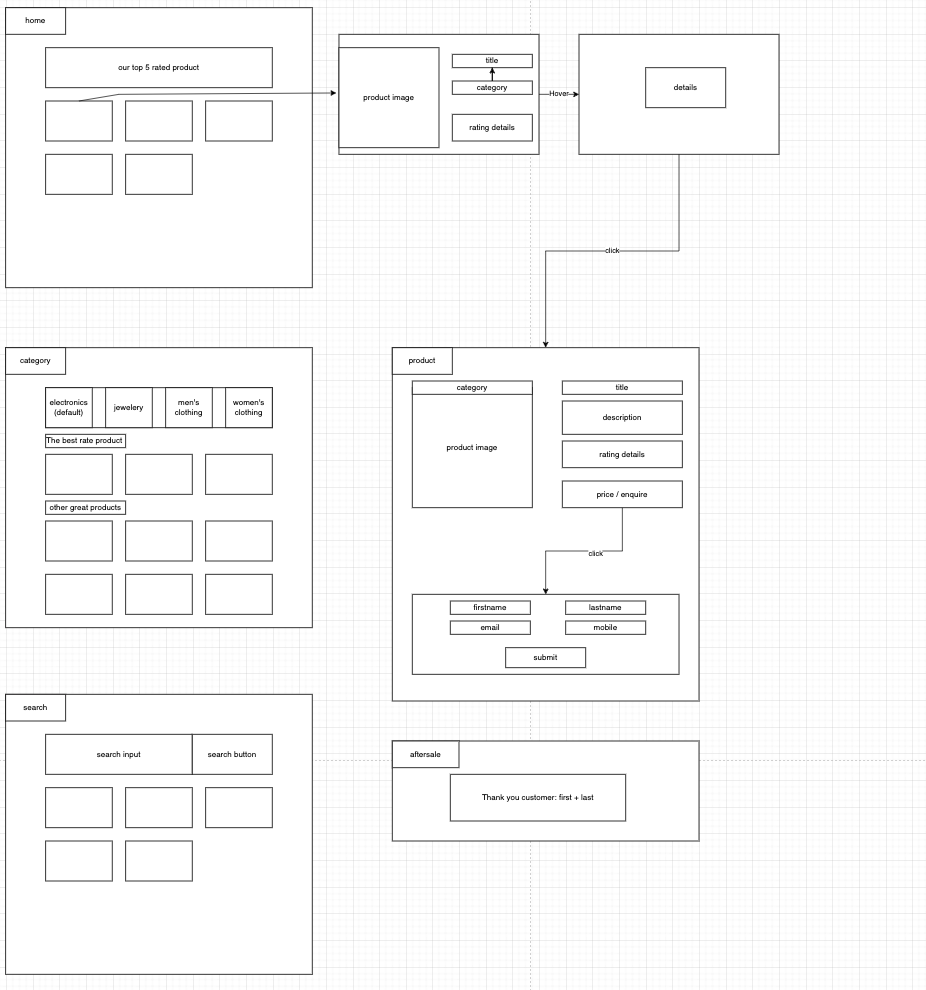 home
our top 5 rated product
product image
title
category
rating details
Hover
details
click
category
electronics
(default)
jewelery
men's
clothing
women's
clothing
The best rate product
other great products
product
category
product image
title
description
rating details
price / enquire
click
firstname
lastname
email
mobile
submit
search
search input
search button
aftersale
Thank you customer: first + last